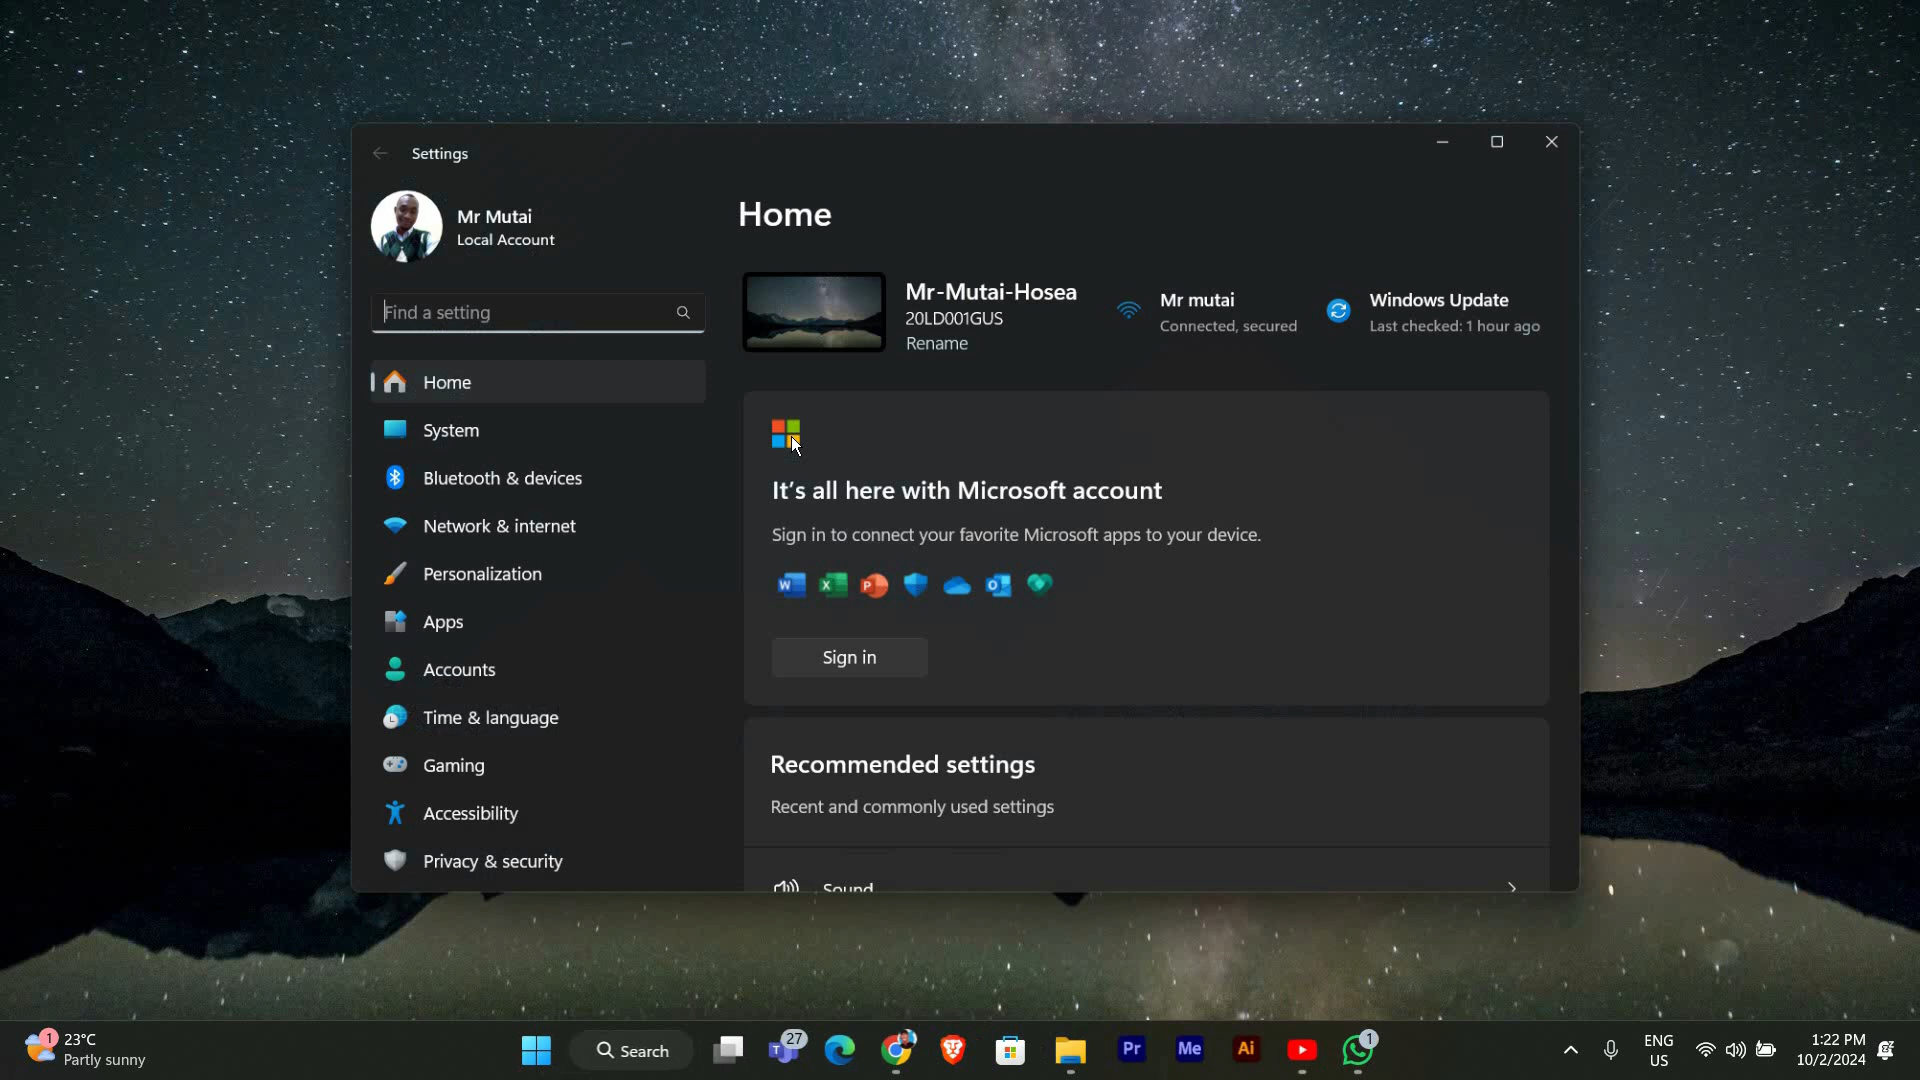 Settings
Mr Mutai
Local Account
Find a setting
Home
System
Bluetooth & devices
Network & internet
Personalization
Apps
Accounts
Time & language
Gaming
Accessibility
Privacy & security
Home
Mr-Mutai-Hosea
20LD001GUS
Rename
Mr mutai
Connected, secured
Windows Update
Last checked: 1 hour ago
It's all here with Microsoft account
Sign in to connect your favorite Microsoft apps to your device.
Sign in
Recommended settings
Recent and commonly used settings
Sound
1
23°C
Partly sunny
Search
27
Pr
Me
Ai
1
ENG
US
1:22 PM
10/2/2024